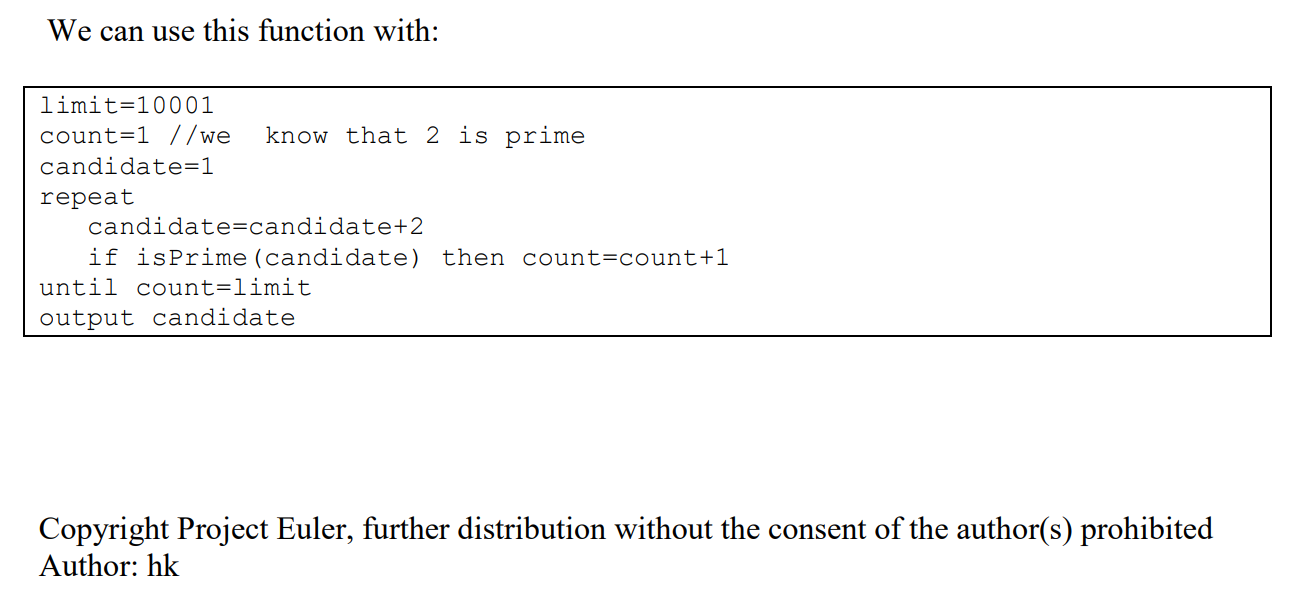 We can use this function with:
limit=10001
count=1 //we  know that 2 is prime
candidate=1
repeat
   candidate=candidate+2
   if isPrime(candidate) then count=count+1
until count=limit
output candidate
Copyright Project Euler, further distribution without the consent of the author(s) prohibited
Author: hk